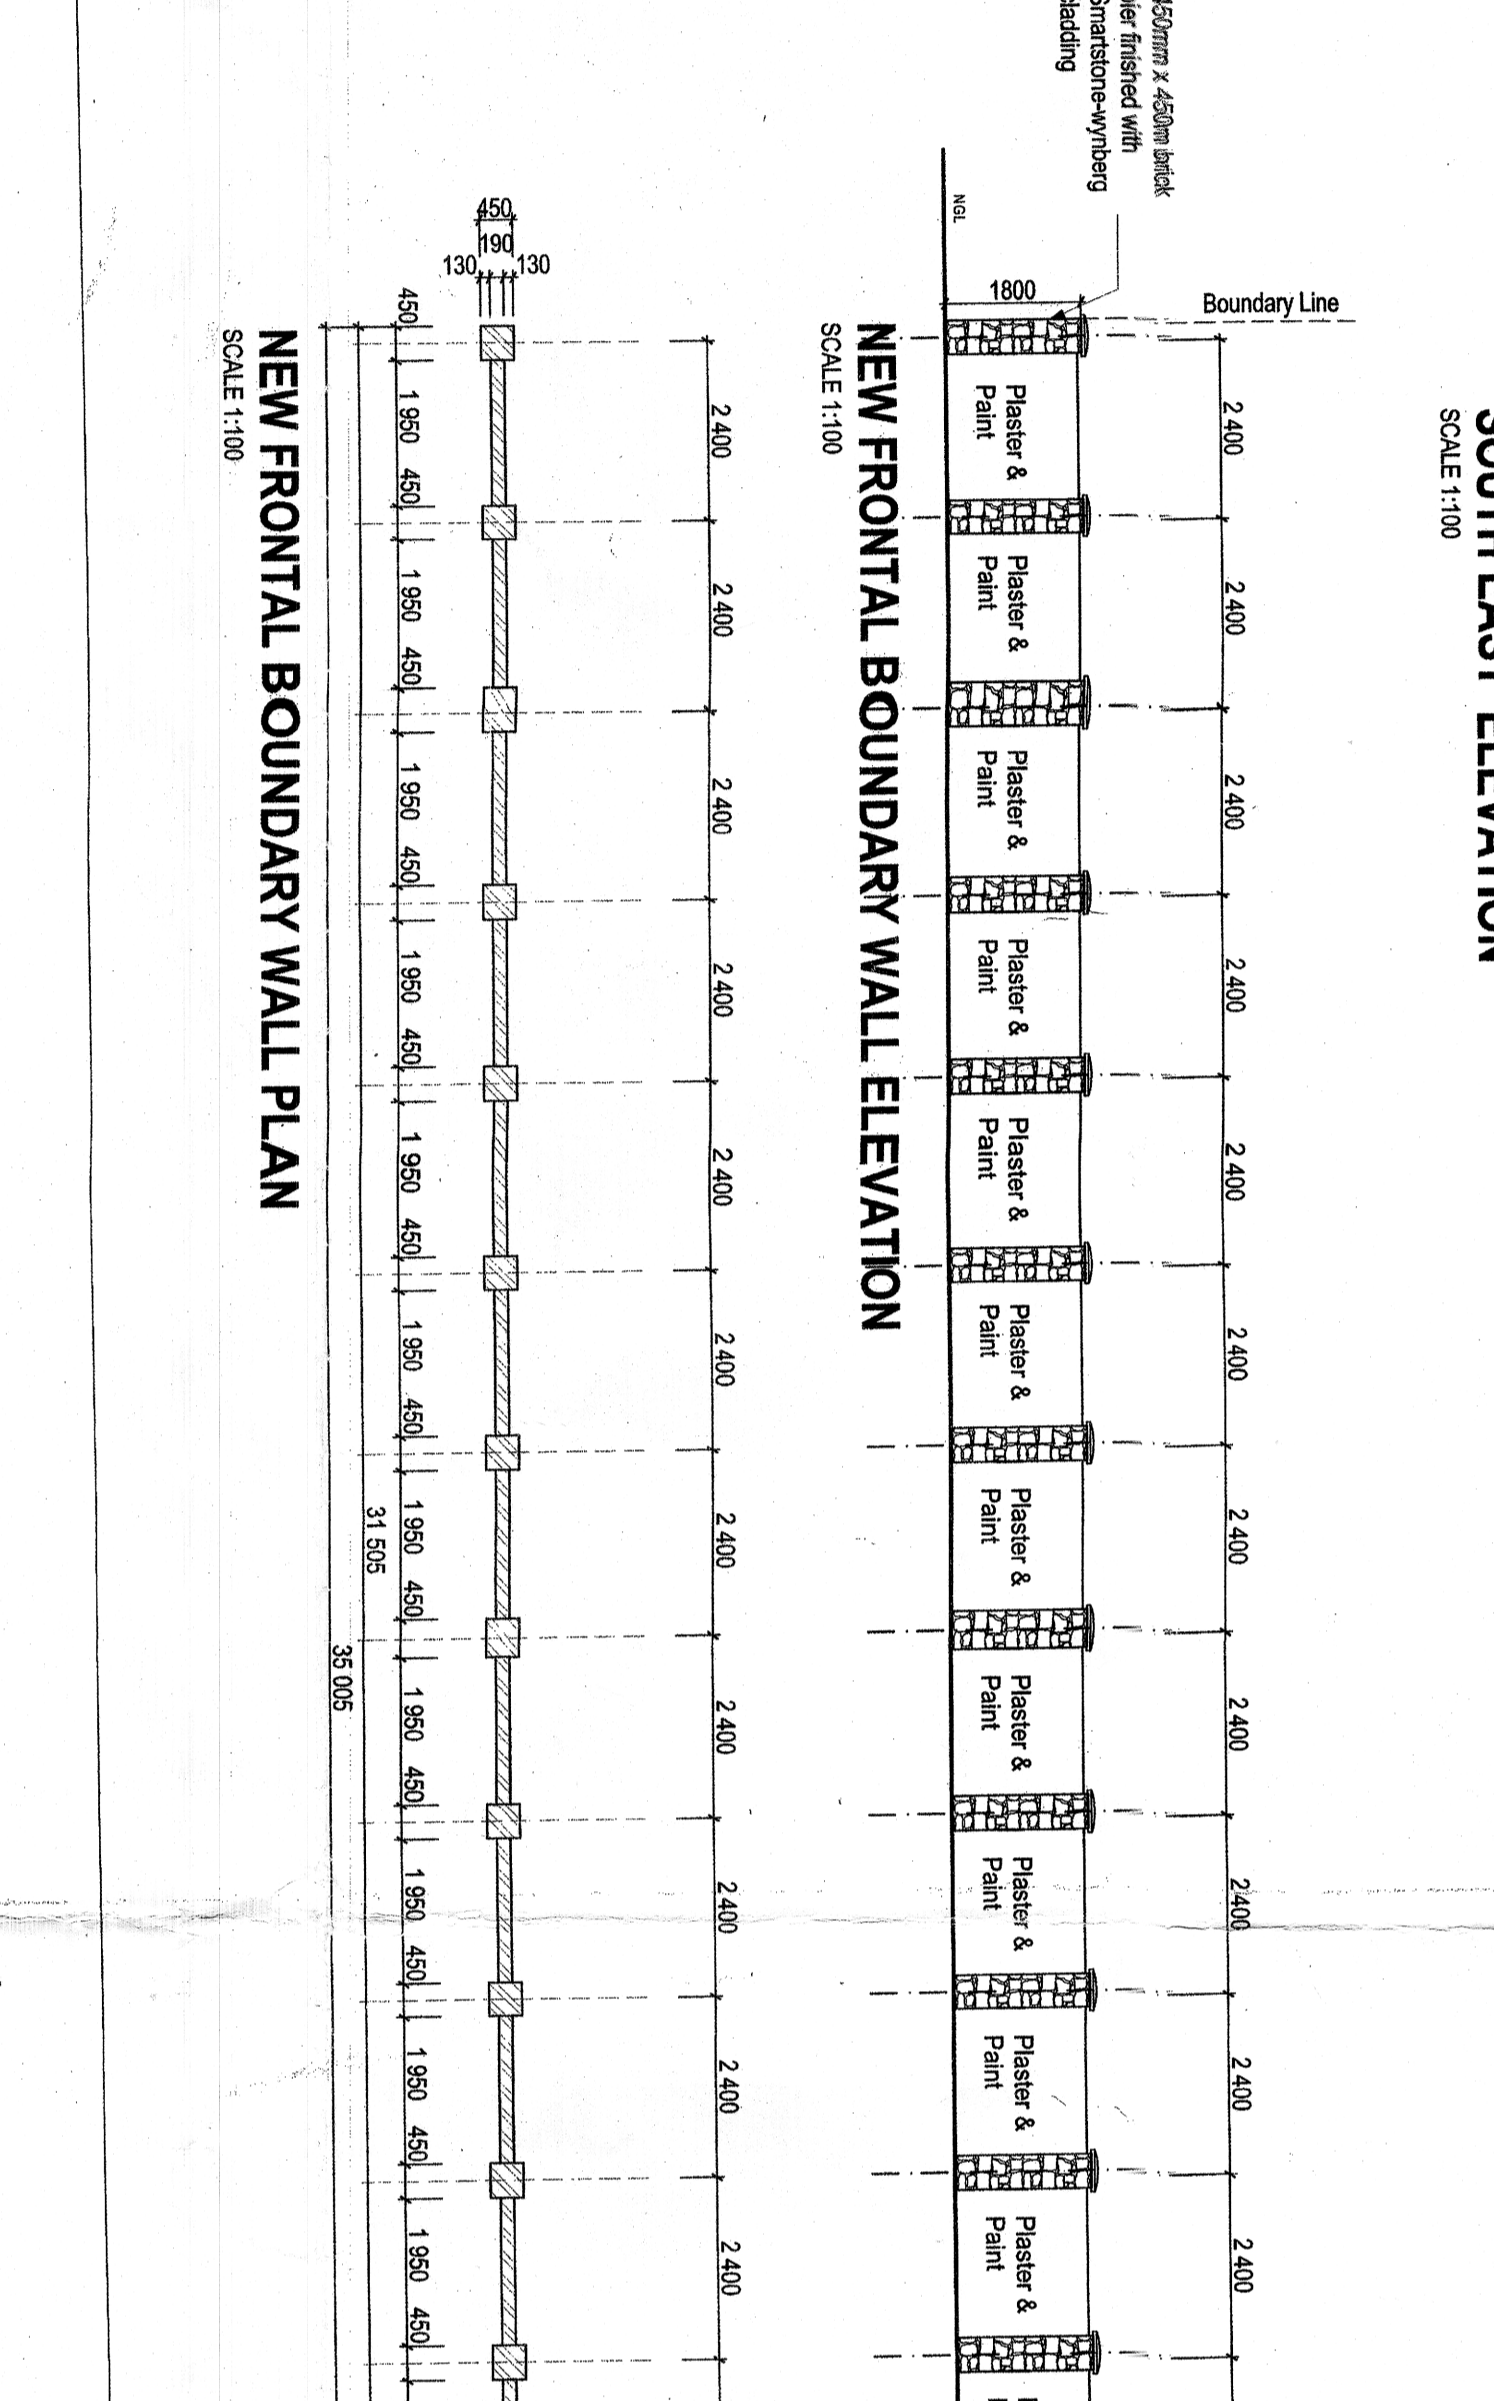 450mm x 450m brick
pier finished with
Smartstone-wynberg
cladding
SCALE 1:100
Boundary Line
NGL
1800
2 400
2 400
2 400
2 400
2 400
2 400
2 400
2 400
2 400
2 400
2 400
Plaster &
Paint
Plaster &
Paint
Plaster &
Paint
Plaster &
Paint
Plaster &
Paint
Plaster &
Paint
Plaster &
Paint
Plaster &
Paint
Plaster &
Paint
Plaster &
Paint
Plaster &
Paint
NEW FRONTAL BOUNDARY WALL ELEVATION
SCALE 1:100
2 400
2 400
2 400
2 400
2 400
2 400
2 400
2 400
2 400
2 400
2 400
450
190
130 130
450 1 950 450 1 950 450 1 950 450 1 950 450 1 950 450 1 950 450 1 950 450 1 950 450 1 950 450 1 950 450 1 950 450
31 505
35 005
NEW FRONTAL BOUNDARY WALL PLAN
SCALE 1:100